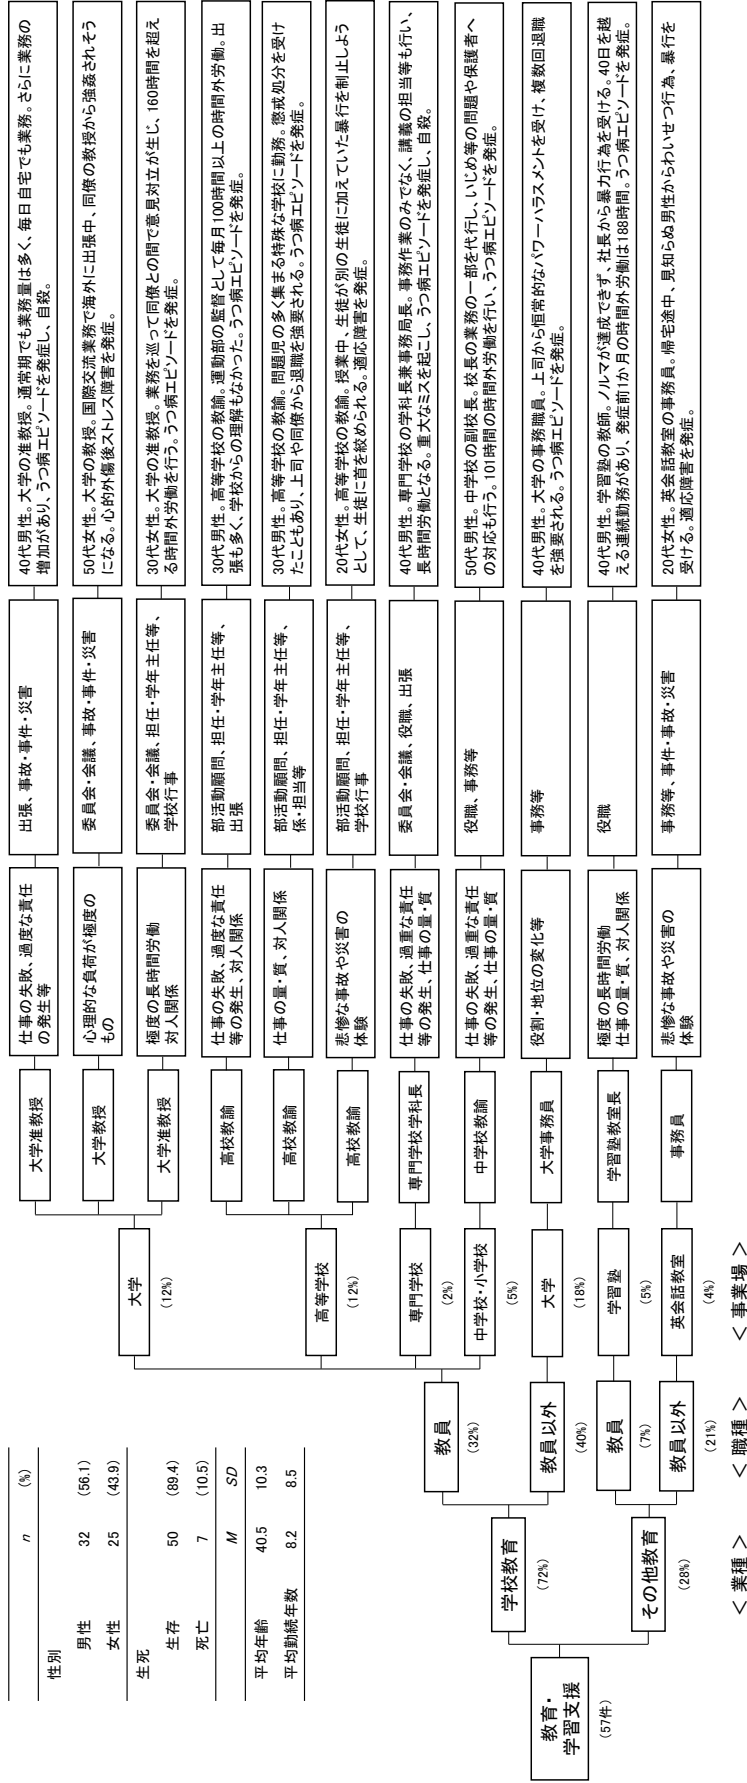 n (%)
性別
男性 32 (56.1)
女性 25 (43.9)
生死
生存 50 (89.4)
死亡 7 (10.5)
M SD
平均年齢 40.5 10.3
平均勤続年数 8.2 8.5
教育・
学習支援
(57件)
学校教育
(72%)
その他教育
(28%)
教員
(32%)
教員以外
(40%)
教員
(7%)
教員以外
(21%)
大学
(12%)
高等学校
(12%)
専門学校
(2%)
中学校・小学校
(5%)
大学
(18%)
学習塾
(5%)
英会話教室
(4%)
＜ 業種 ＞
＜ 職種 ＞
＜ 事業場 ＞
大学准教授
仕事の失敗、過度な責任
の発生等
出張、事故・事件・災害
40代男性。大学の准教授。通常期でも業務量は多く、毎日自宅でも業務。さらに業務の
増加があり、うつ病エピソードを発症し、自殺。
大学教授
心理的な負荷が極度の
もの
委員会・会議、事故・事件・災害
50代女性。大学の教授。国際交流業務で海外に出張中、同僚の教授から強姦されそう
になる。心的外傷後ストレス障害を発症。
大学准教授
極度の長時間労働
対人関係
委員会・会議、担任・学年主任等、
学校行事
30代女性。大学の准教授。業務を巡って同僚との間で意見対立が生じ、160時間を超え
る時間外労働を行う。うつ病エピソードを発症。
高校教諭
仕事の失敗、過度な責任
等の発生、対人関係
部活動顧問、担任・学年主任等、
出張
30代男性。高等学校の教諭。運動部の監督として毎月100時間以上の時間外労働。出
張も多く、学校からの理解もなかった。うつ病エピソードを発症。
高校教諭
仕事の量・質、対人関係
部活動顧問、担任・学年主任等、
係・担当等
30代男性。高等学校の教諭。問題児の多く集まる特殊な学校に勤務。懲戒処分を受け
たこともあり、上司や同僚から退職を強要される。うつ病エピソードを発症。
高校教諭
悲惨な事故や災害の
体験
部活動顧問、担任・学年主任等、
学校行事
20代女性。高等学校の教諭。授業中、生徒が別の生徒に加えていた暴行を制止しよう
として、生徒に首を絞められる。適応障害を発症。
専門学校学科長
仕事の失敗、過重な責任
等の発生、仕事の量・質
委員会・会議、役職、出張
40代男性。専門学校の学科長兼事務局長。事務作業のみでなく、講義の担当等も行い、
長時間労働となる。重大なミスを起こし、うつ病エピソードを発症し、自殺。
中学校教諭
仕事の失敗、過重な責任
等の発生、仕事の量・質
役職、事務等
50代男性。中学校の副校長。校長の業務の一部を代行し、いじめ等の問題や保護者へ
の対応も行う。101時間の時間外労働を行い、うつ病エピソードを発症。
大学事務員
役割・地位の変化等
事務等
40代男性。大学の事務職員。上司から恒常的なパワーハラスメントを受け、複数回退職
を強要される。うつ病エピソードを発症。
学習塾教室長
極度の長時間労働
仕事の量・質、対人関係
役職
40代男性。学習塾の教師。ノルマが達成できず、社長から暴力行為を受ける。40日を越
える連続勤務があり、発症前1か月の時間外労働は188時間。うつ病エピソードを発症。
事務員
悲惨な事故や災害の
体験
事務等、事件・事故・災害
20代女性。英会話教室の事務員。帰宅途中、見知らぬ男性からわいせつ行為、暴行を
受ける。適応障害を発症。